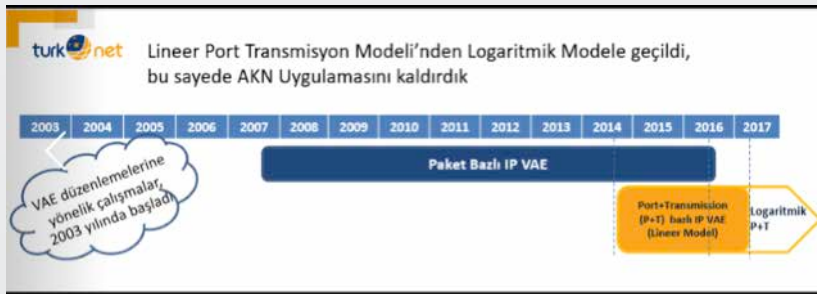 turk net
Lineer Port Transmisyon Modeli'nden Logaritmik Modele geçildi,
bu sayede AKN Uygulamasını kaldırdık
2003 2004 2005 2006 2007 2008 2009 2010 2011 2012 2013 2014 2015 2016 2017
VAE düzenlemelerine
yönelik çalışmalar,
2003 yılında başladı
Paket Bazlı IP VAE
Port+Transmission
(P+T) bazlı IP VAE
(Lineer Model)
Logaritmik
P+T